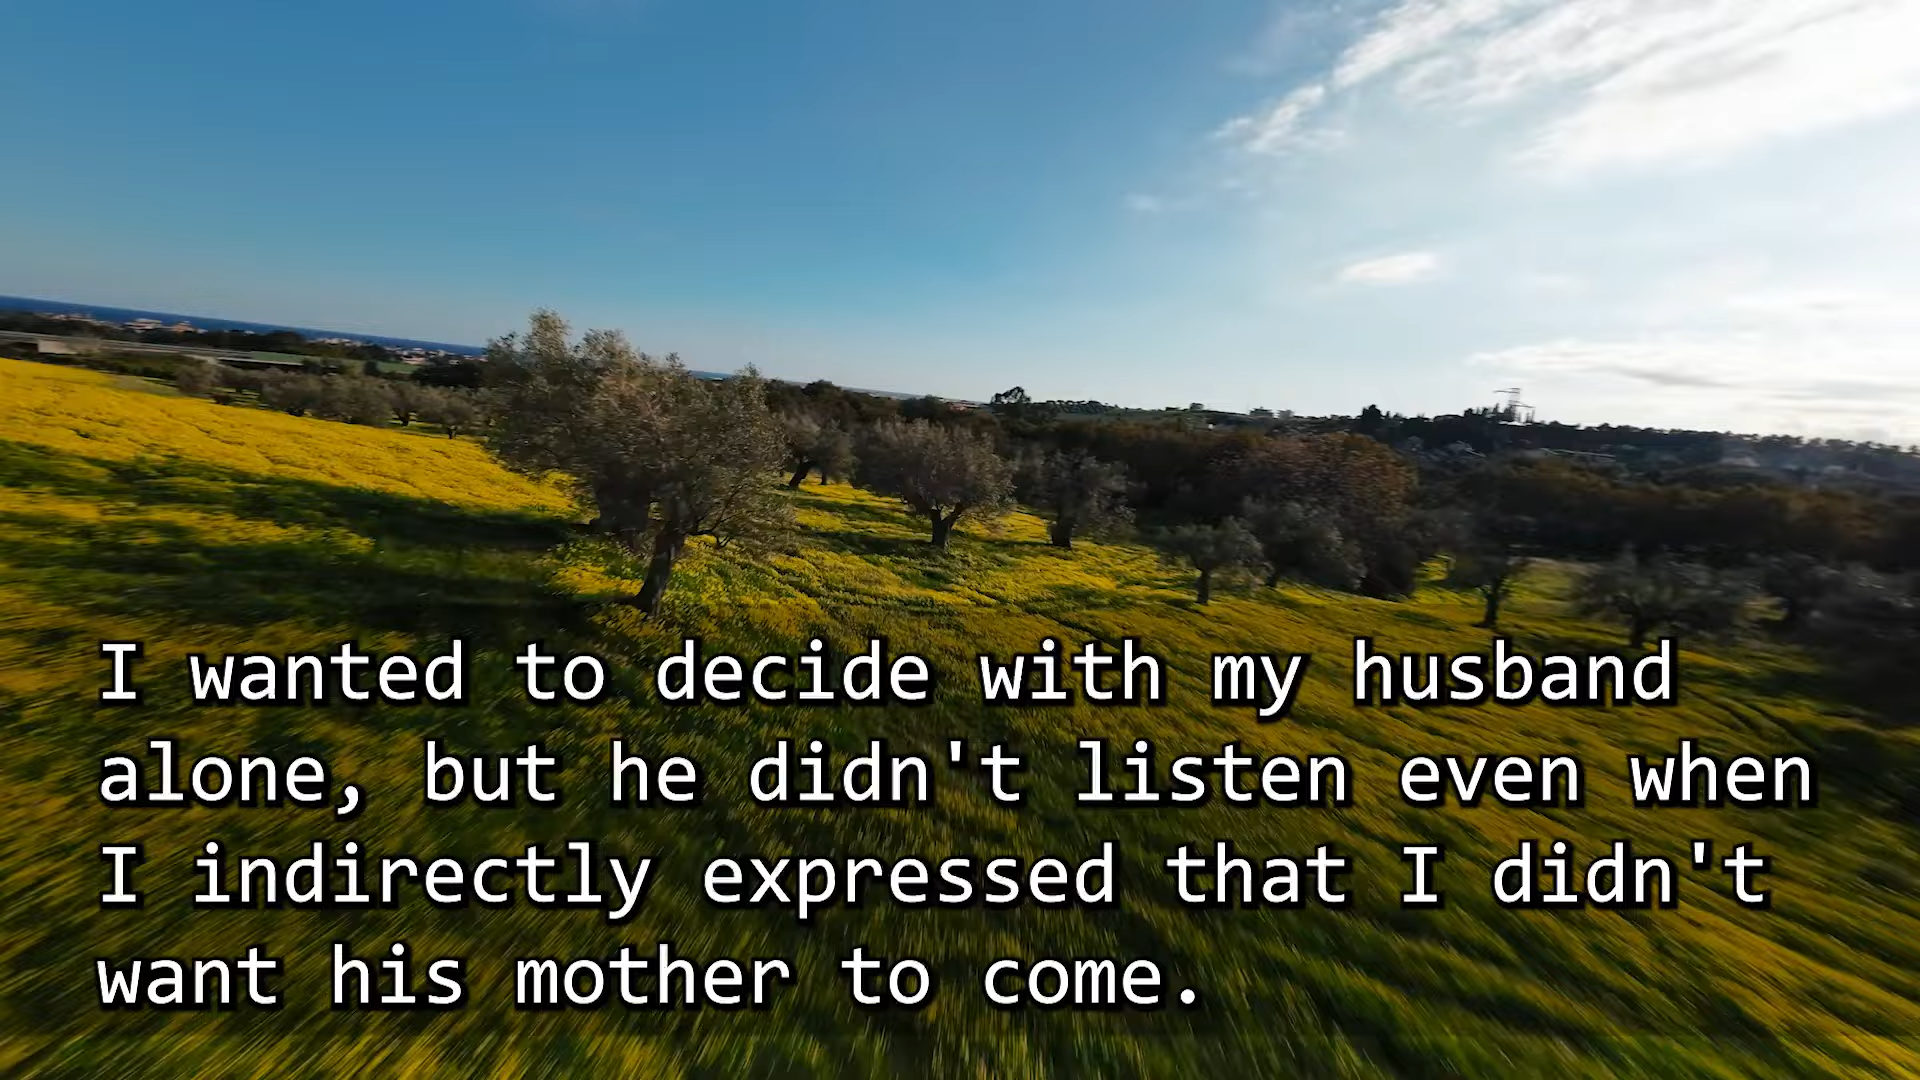 I wanted to decide with my husband
alone, but he didn't listen even when
I indirectly expressed that I didn't
want his mother to come.